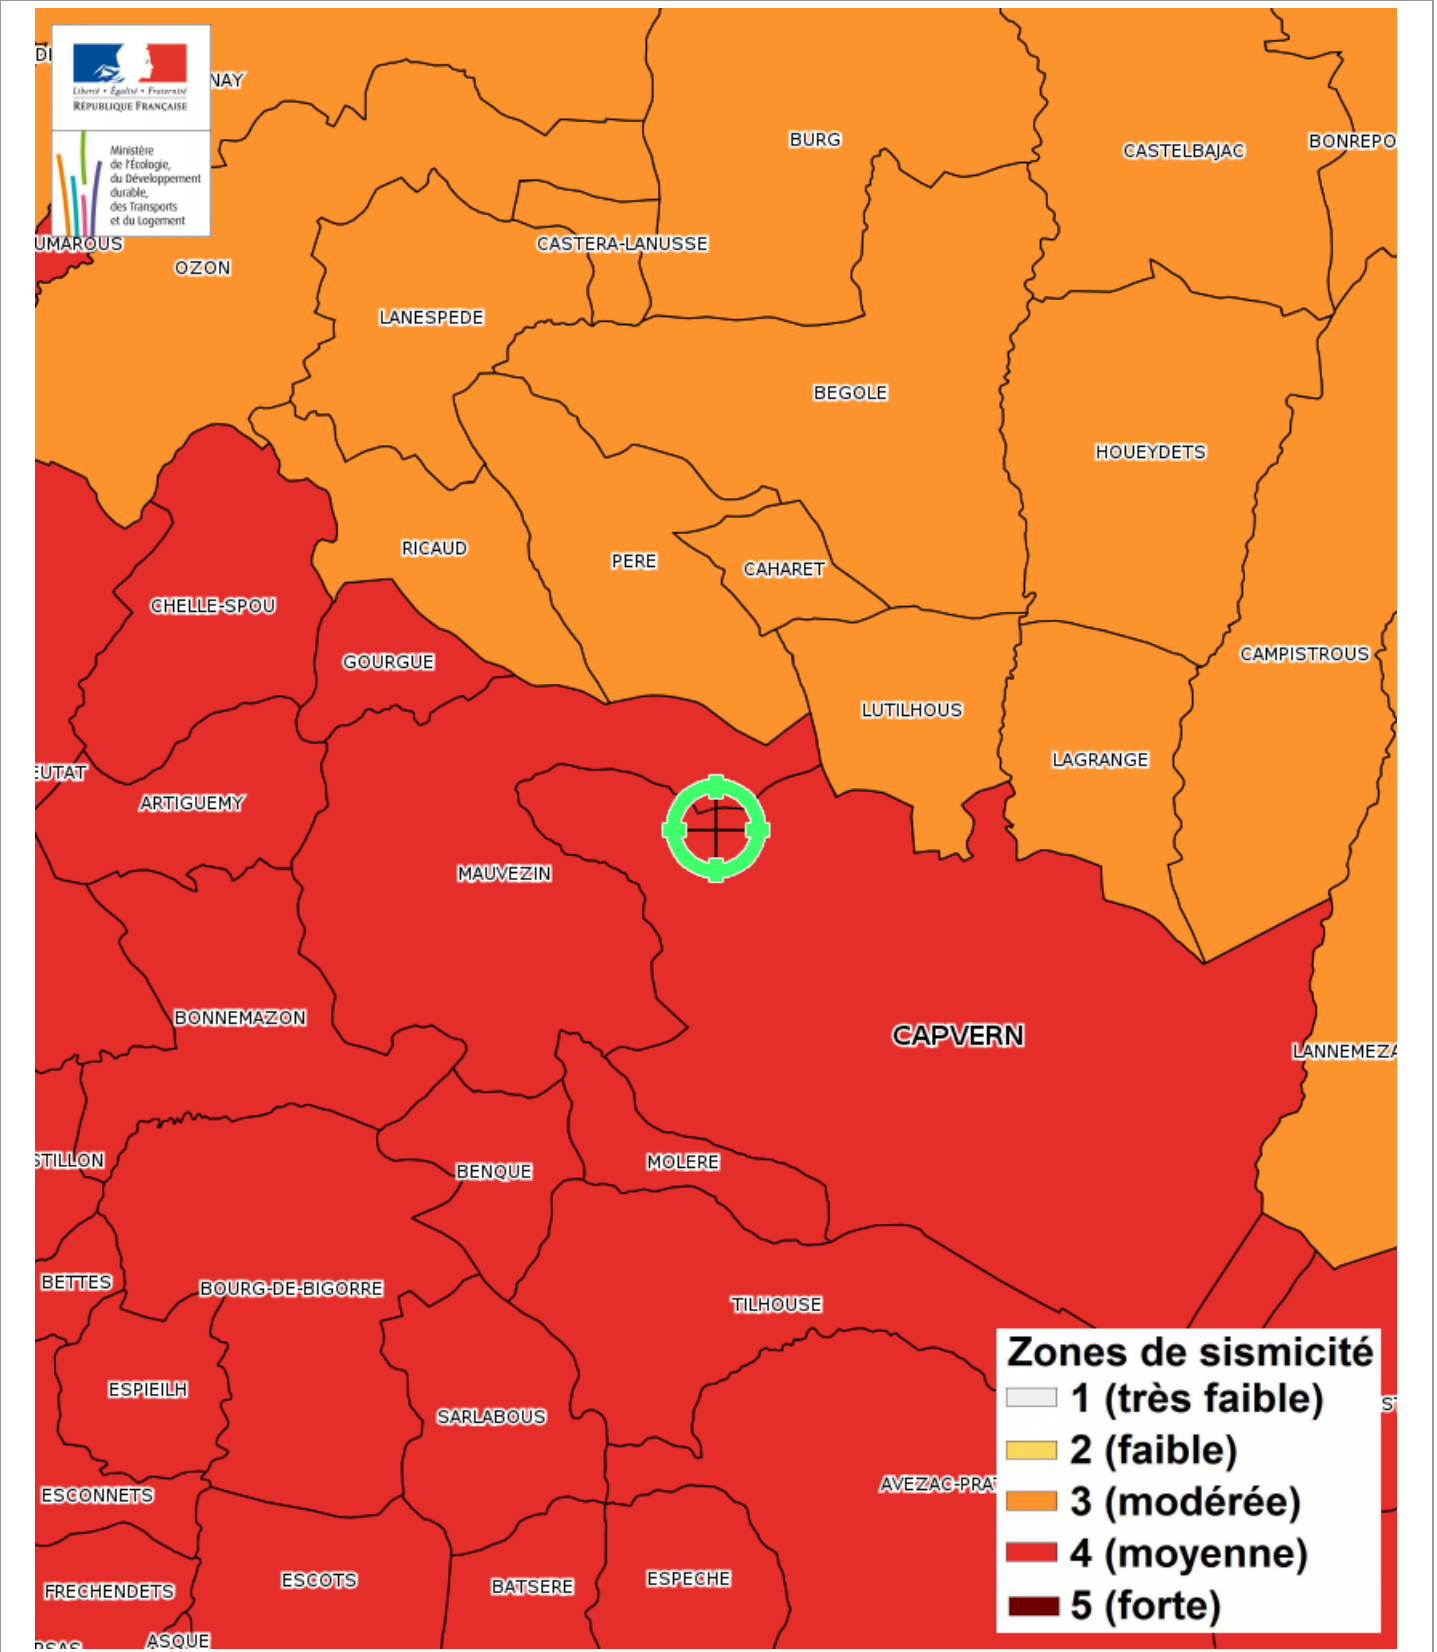 NAY
Liberté • Égalité • Fraternité
RÉPUBLIQUE FRANÇAISE
Ministère
de l'Écologie,
du Développement
durable,
des Transports
et du Logement
BURG
CASTELBAJAC
BONREPO
UMAROUS
OZON
CASTERA-LANUSSE
LANESPEDE
BEGOLE
HOUEYDETS
RICAUD
PERE
CAHARET
CHELLE-SPOU
GOURGUE
CAMPISTROUS
LUTILHOUS
LAGRANGE
EUTAT
ARTIGUEMY
MAUVEZIN
BONNEMAZON
CAPVERN
LANNEMEZA
STILLON
BENQUE
MOLERE
BETTES
BOURG-DE-BIGORRE
TILHOUSE
ESPIEILH
SARLABOUS
ESCONNETS
AVEZAC-PRA
FRECHENDETS
ESCOTS
BATSERE
ESPECHE
ASQUE
Zones de sismicité
1 (très faible)
2 (faible)
3 (modérée)
4 (moyenne)
5 (forte)